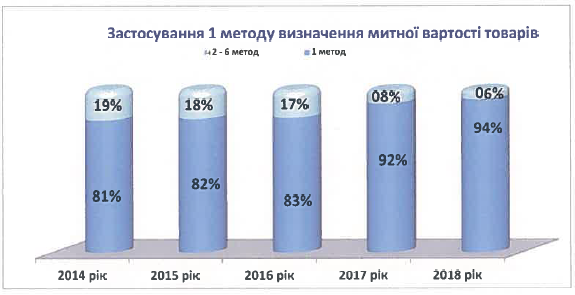 Застосування 1 методу визначення митної вартості товарів
2 - 6 метод 1 метод
19% 18% 17% 08% 06%
81% 82% 83% 92% 94%
2014 рік 2015 рік 2016 рік 2017 рік 2018 рік